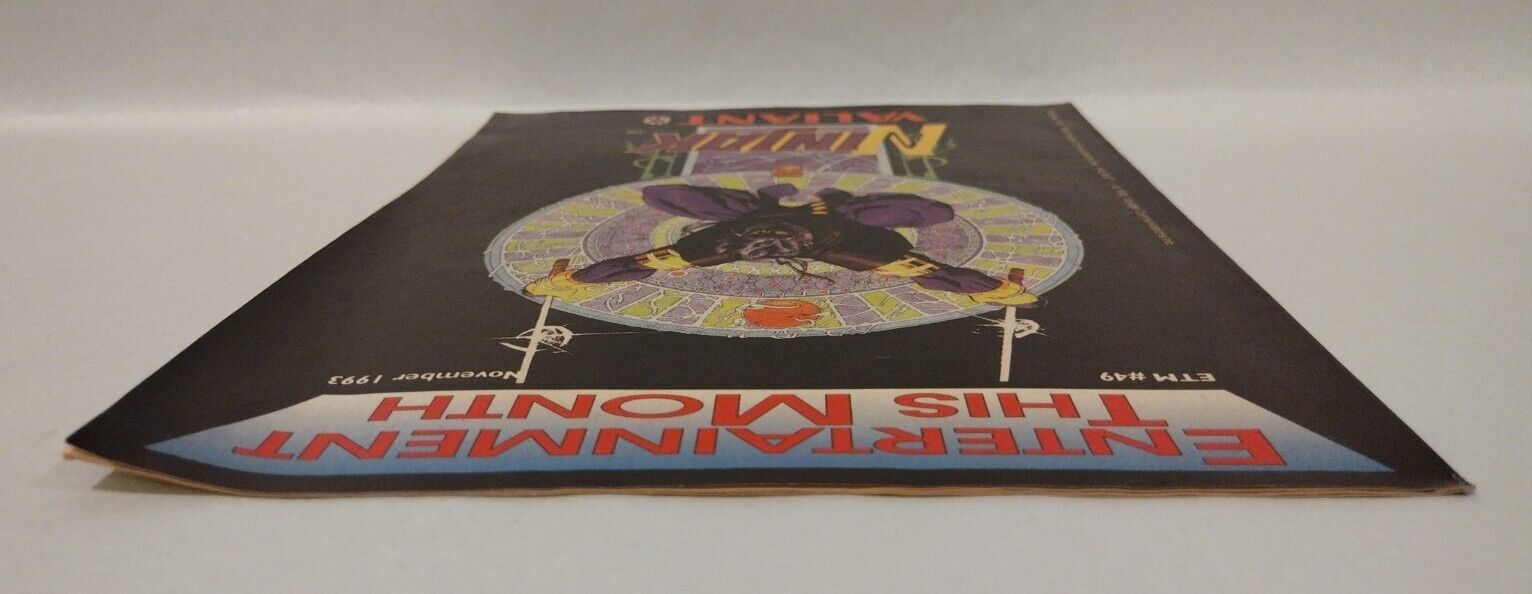 ENTERTAINMENT
THIS MONTH
ETM #49
November 1993
NINJAK
VALIANT